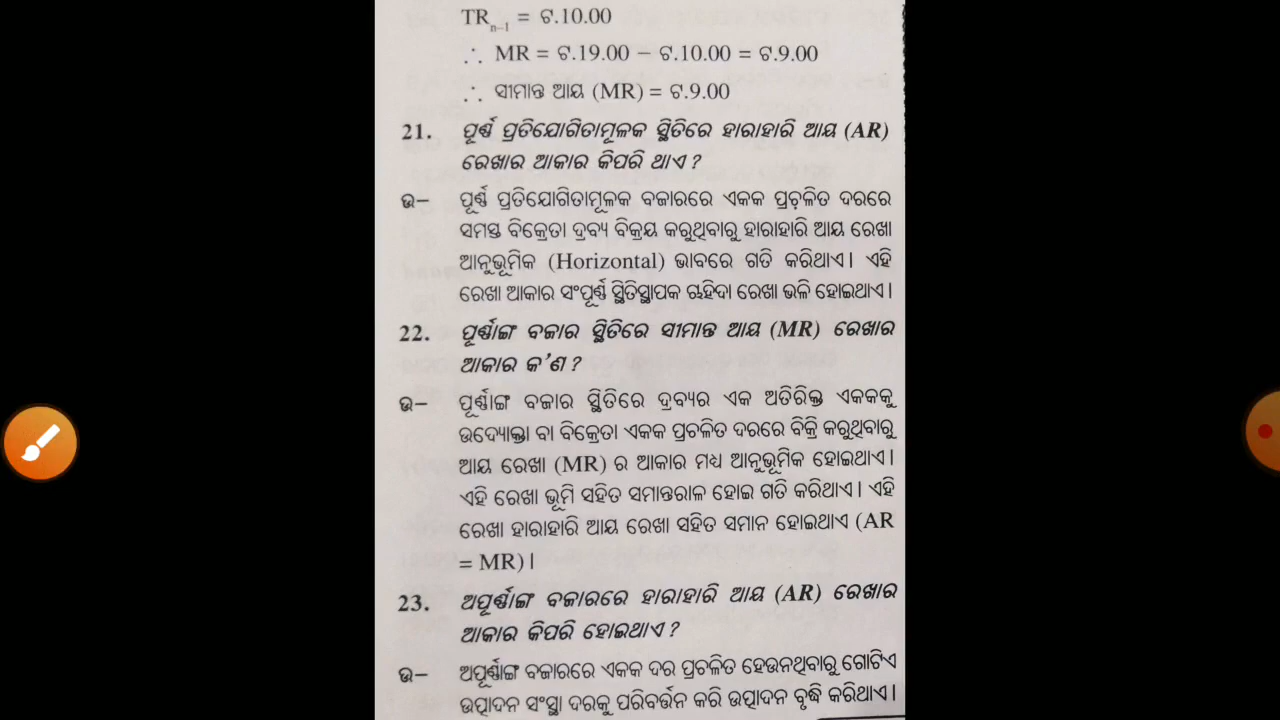 TRn–1 = ଟ.10.00
∴ MR = ଟ.19.00 − ଟ.10.00 = ଟ.9.00
∴ ସୀମାନ୍ତ ଆୟ (MR) = ଟ.9.00
21. ପୂର୍ଣ୍ଣ ପ୍ରତିଯୋଗିତାମୂଳକ ସ୍ଥିତିରେ ହାରାହାରି ଆୟ (AR)
ରେଖାର ଆକାର କିପରି ଥାଏ ?
ଉ– ପୂର୍ଣ୍ଣ ପ୍ରତିଯୋଗିତାମୂଳକ ବଜାରରେ ଏକକ ପ୍ରଚ଼ଳିତ ଦରରେ
ସମସ୍ତ ବିକ୍ରେତା ଦ୍ରବ୍ୟ ବିକ୍ରୟ କରୁଥିବାରୁ ହାରାହାରି ଆୟ ରେଖା
ଆନୁଭୂମିକ (Horizontal) ଭାବରେ ଗତି କରିଥାଏ। ଏହି
ରେଖା ଆକାର ସଂପୂର୍ଣ୍ଣ ସ୍ଥିତିସ୍ଥାପକ ଚାହିଦା ରେଖା ଭଳି ହୋଇଥାଏ।
22. ପୂର୍ଣ୍ଣାଙ୍ଗ ବଜାର ସ୍ଥିତିରେ ସୀମାନ୍ତ ଆୟ (MR) ରେଖାର
ଆକାର କ'ଣ ?
ଉ– ପୂର୍ଣ୍ଣାଙ୍ଗ ବଜାର ସ୍ଥିତିରେ ଦ୍ରବ୍ୟର ଏକ ଅତିରିକ୍ତ ଏକକକୁ
ଉଦ୍ୟୋକ୍ତା ବା ବିକ୍ରେତା ଏକକ ପ୍ରଚଳିତ ଦରରେ ବିକ୍ରି କରୁଥିବାରୁ
ଆୟ ରେଖା (MR) ର ଆକାର ମଧ୍ୟ ଆନୁଭୂମିକ ହୋଇଥାଏ।
ଏହି ରେଖା ଭୂମି ସହିତ ସମାନ୍ତରାଳ ହୋଇ ଗତି କରିଥାଏ। ଏହି
ରେଖା ହାରାହାରି ଆୟ ରେଖା ସହିତ ସମାନ ହୋଇଥାଏ (AR
= MR)।
23. ଅପୂର୍ଣ୍ଣାଙ୍ଗ ବଜାରରେ ହାରାହାରି ଆୟ (AR) ରେଖାର
ଆକାର କିପରି ହୋଇଥାଏ ?
ଉ– ଅପୂର୍ଣ୍ଣାଙ୍ଗ ବଜାରରେ ଏକକ ଦର ପ୍ରଚଳିତ ହେଉନଥିବାରୁ ଗୋଟିଏ
ଉତ୍ପାଦନ ସଂସ୍ଥା ଦରକୁ ପରିବର୍ତ୍ତନ କରି ଉତ୍ପାଦନ ବୃଦ୍ଧି କରିଥାଏ।